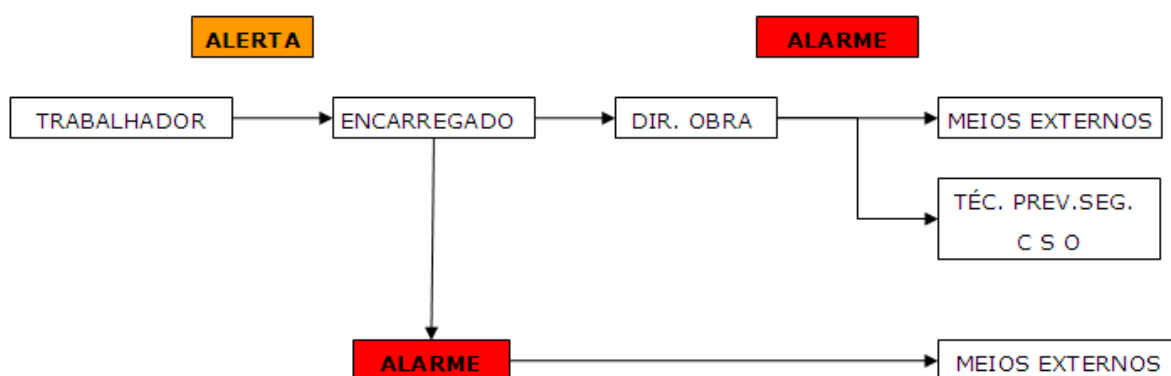 ALERTA
ALARME
TRABALHADOR
ENCARREGADO
DIR. OBRA
MEIOS EXTERNOS
TÉC. PREV.SEG.
C S O
ALARME
MEIOS EXTERNOS